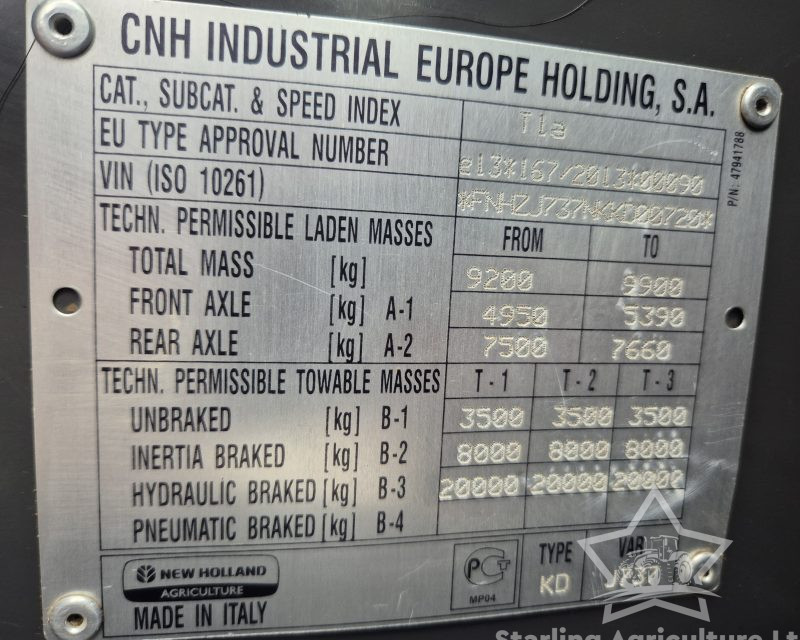 CNH INDUSTRIAL EUROPE HOLDING, S.A.
CAT., SUBCAT. & SPEED INDEX T1a
EU TYPE APPROVAL NUMBER e13*167/2013*00090
VIN (ISO 10261)
P/N: 47941788
TECHN. PERMISSIBLE LADEN MASSES FROM TO
TOTAL MASS [kg] 9200 9900
FRONT AXLE [kg] A-1 4950 5390
REAR AXLE [kg] A-2 7500 7660
TECHN. PERMISSIBLE TOWABLE MASSES T-1 T-2 T-3
UNBRAKED [kg] B-1 3500 3500 3500
INERTIA BRAKED [kg] B-2 8000 8000 8000
HYDRAULIC BRAKED [kg] B-3 20000 20000 20000
PNEUMATIC BRAKED [kg] B-4
NEW HOLLAND
AGRICULTURE
MADE IN ITALY
PCT
MP04
TYPE VAR
KD
Starling Agriculture